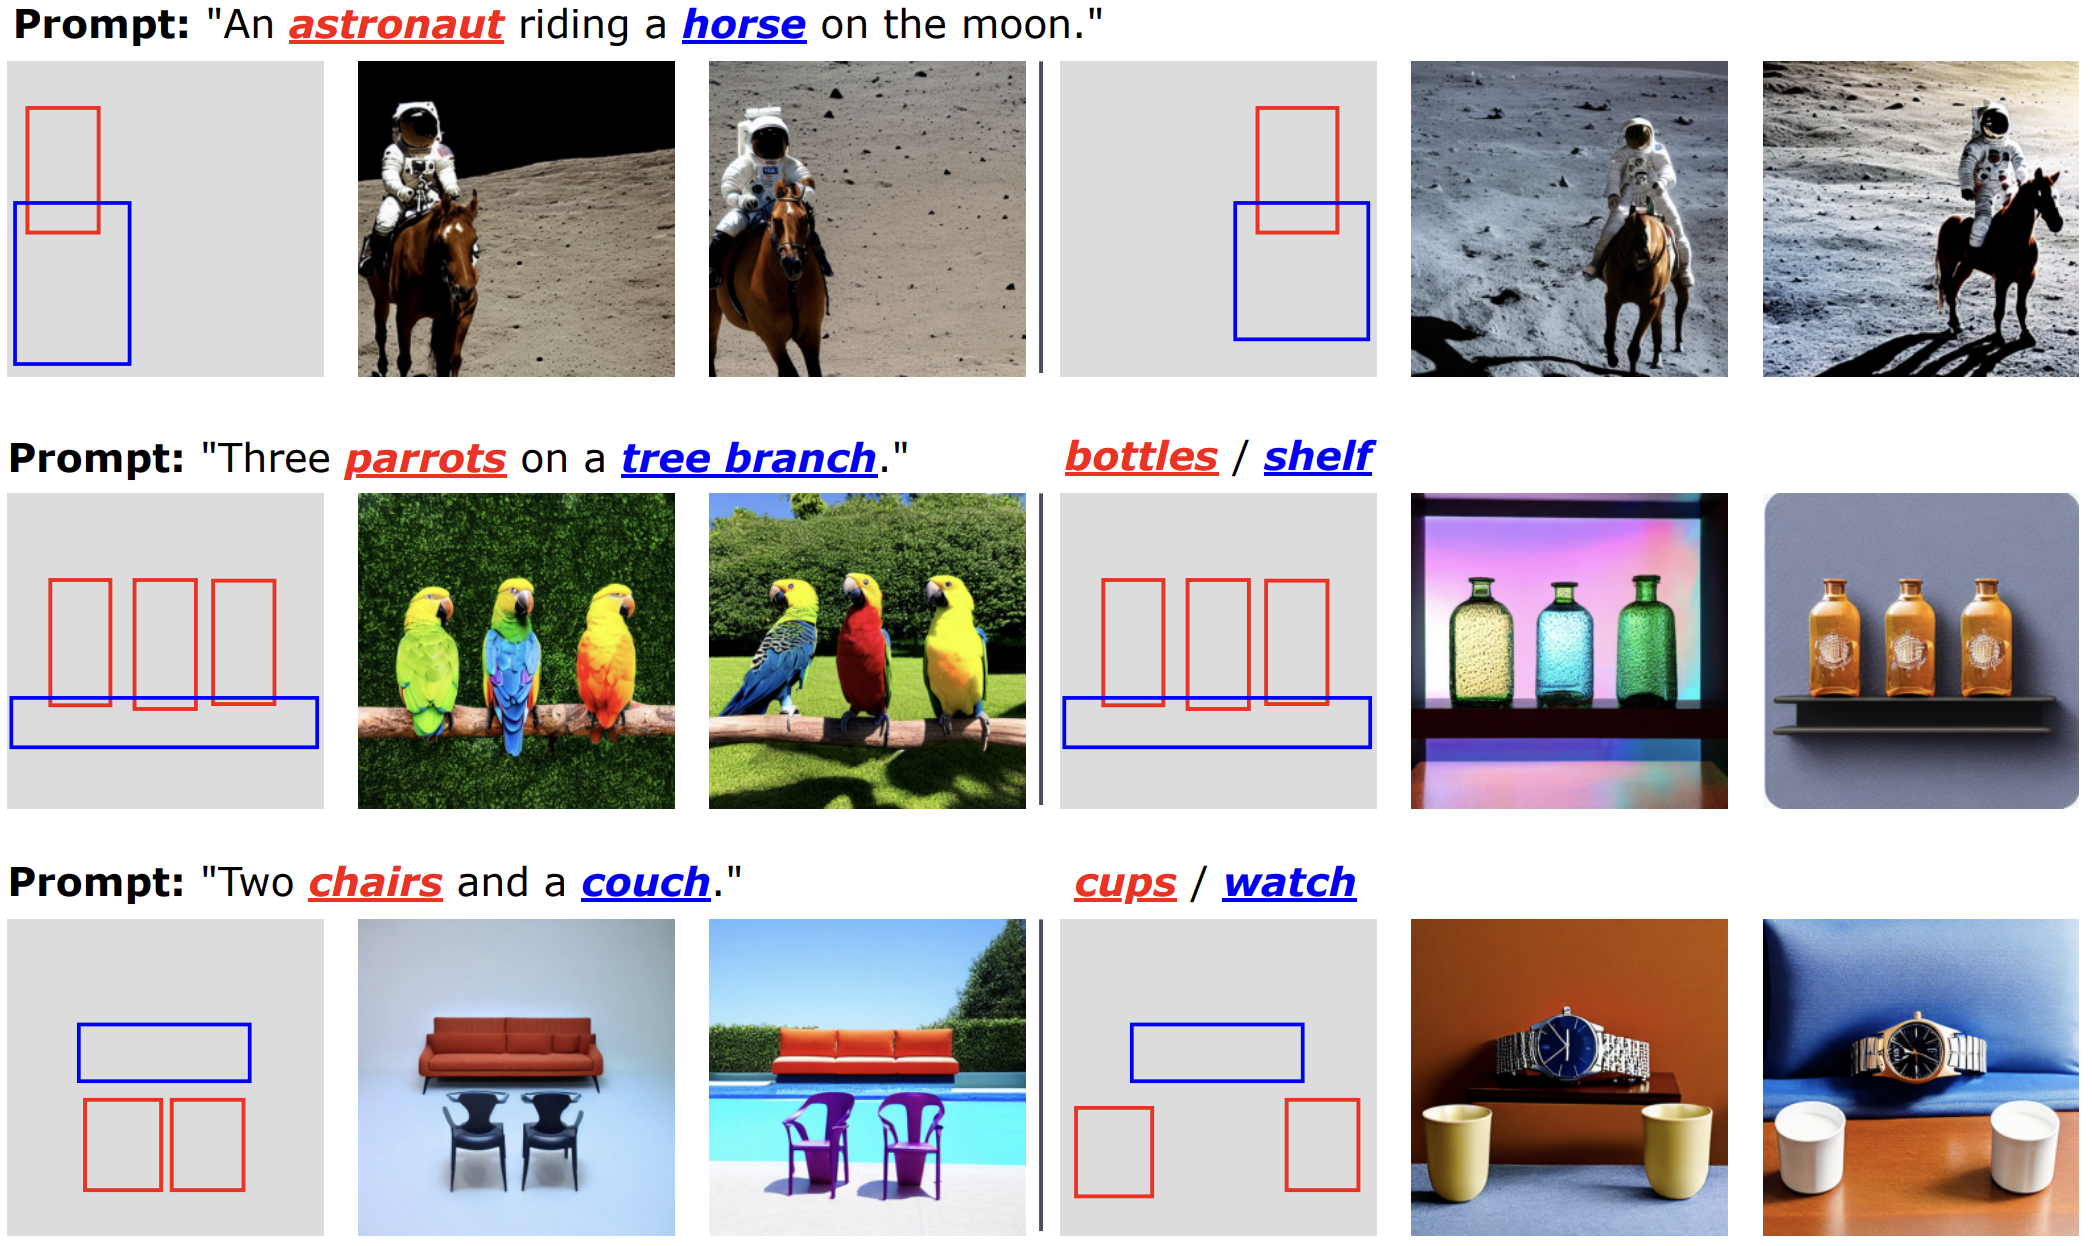 Prompt: "An astronaut riding a horse on the moon."
Prompt: "Three parrots on a tree branch."
bottles / shelf
Prompt: "Two chairs and a couch."
cups / watch